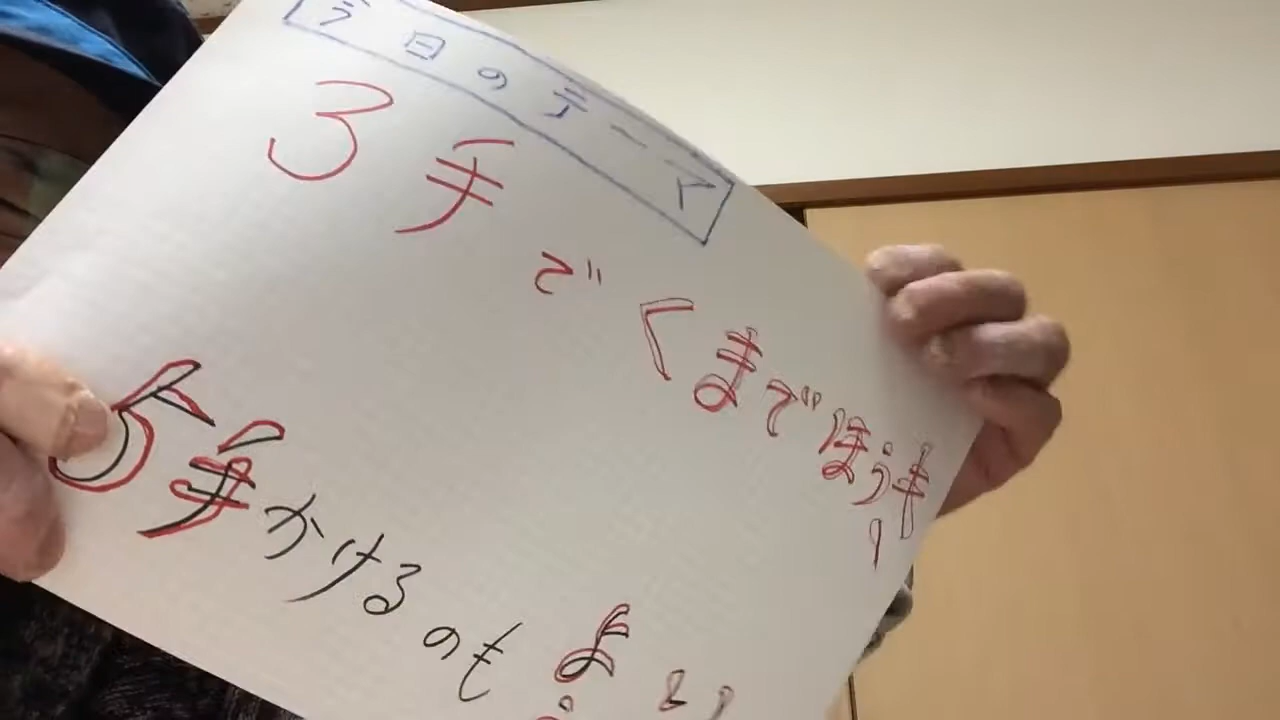 今日のテーマ
3手でくまでほうき
5手かけるのもよい